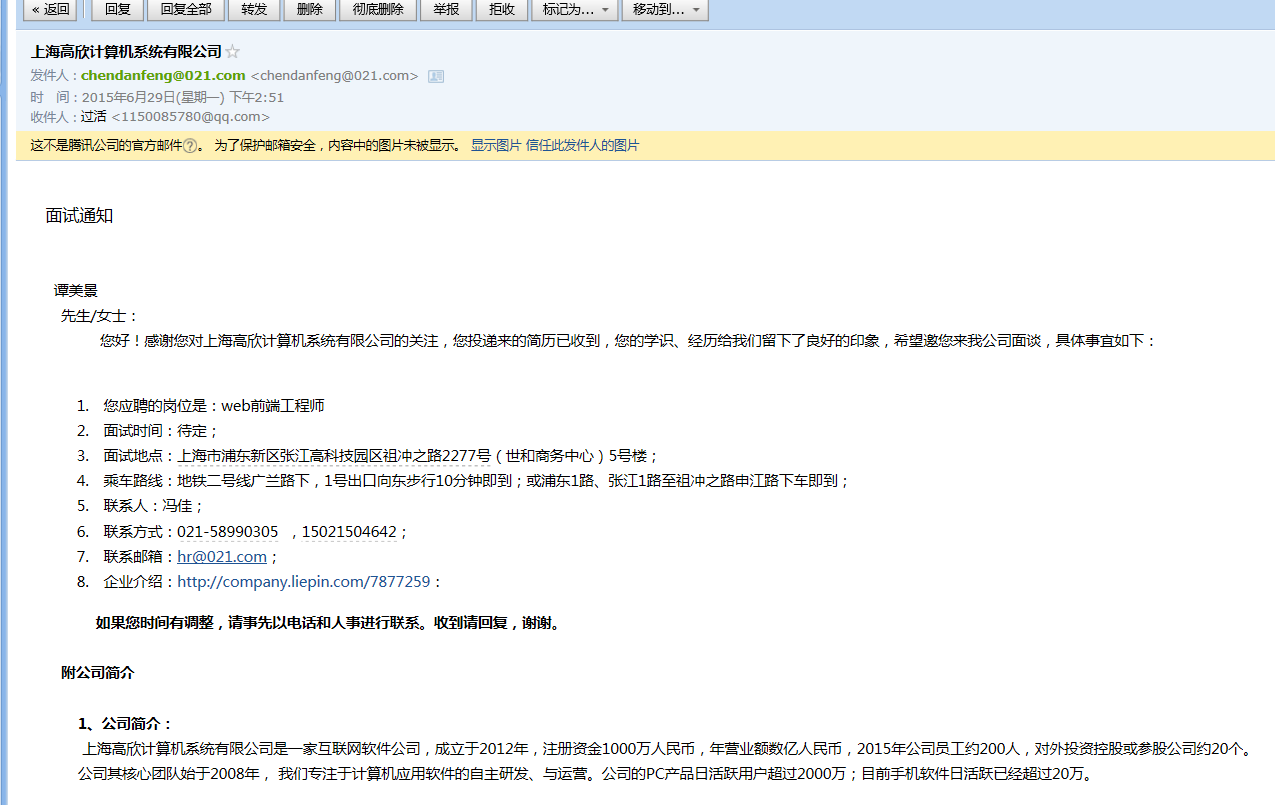 « 返回 回复 回复全部 转发 删除 彻底删除 举报 拒收 标记为... 移动到...
上海高欣计算机系统有限公司
发件人：chendanfeng@021.com <chendanfeng@021.com>
时 间：2015年6月29日(星期一) 下午2:51
收件人：过活 <1150085780@qq.com>
这不是腾讯公司的官方邮件?。 为了保护邮箱安全，内容中的图片未被显示。 显示图片 信任此发件人的图片
面试通知
谭美景
先生/女士：
您好！感谢您对上海高欣计算机系统有限公司的关注，您投递来的简历已收到，您的学识、经历给我们留下了良好的印象，希望邀您来我公司面谈，具体事宜如下：
1. 您应聘的岗位是：web前端工程师
2. 面试时间：待定；
3. 面试地点：上海市浦东新区张江高科技园区祖冲之路2277号（世和商务中心）5号楼；
4. 乘车路线：地铁二号线广兰路下，1号出口向东步行10分钟即到；或浦东1路、张江1路至祖冲之路申江路下车即到；
5. 联系人：冯佳；
6. 联系方式：021-58990305 ，15021504642；
7. 联系邮箱：hr@021.com；
8. 企业介绍：http://company.liepin.com/7877259：
如果您时间有调整，请事先以电话和人事进行联系。收到请回复，谢谢。
附公司简介
1、公司简介：
上海高欣计算机系统有限公司是一家互联网软件公司，成立于2012年，注册资金1000万人民币，年营业额数亿人民币，2015年公司员工约200人，对外投资控股或参股公司约20个。
公司其核心团队始于2008年， 我们专注于计算机应用软件的自主研发、与运营。公司的PC产品日活跃用户超过2000万；目前手机软件日活跃已经超过20万。